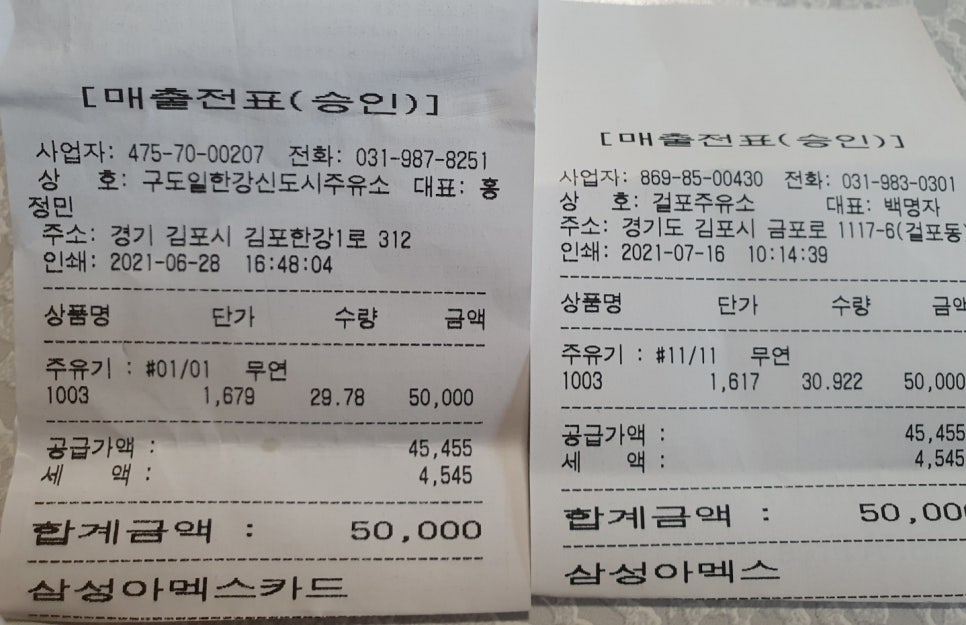 [매출전표(승인)]
사업자: 475-70-00207 전화: 031-987-8251
상 호: 구도일한강신도시주유소 대표: 홍
정민
주소: 경기 김포시 김포한강1로 312
인쇄: 2021-06-28 16:48:04
상품명 단가 수량 금액
주유기 : #01/01 무연
1003 1,679 29.78 50,000
공급가액 : 45,455
세 액 : 4,545
합계금액 : 50,000
삼성아멕스카드
[매출전표(승인)]
사업자: 869-85-00430 전화: 031-983-0301
상 호: 걸포주유소 대표: 백명자
주소: 경기도 김포시 금포로 1117-6(걸포동)
인쇄: 2021-07-16 10:14:39
상품명 단가 수량 금액
주유기 : #11/11 무연
1003 1,617 30.922 50,000
공급가액 : 45,455
세 액 : 4,545
합계금액 : 50,000
삼성아멕스